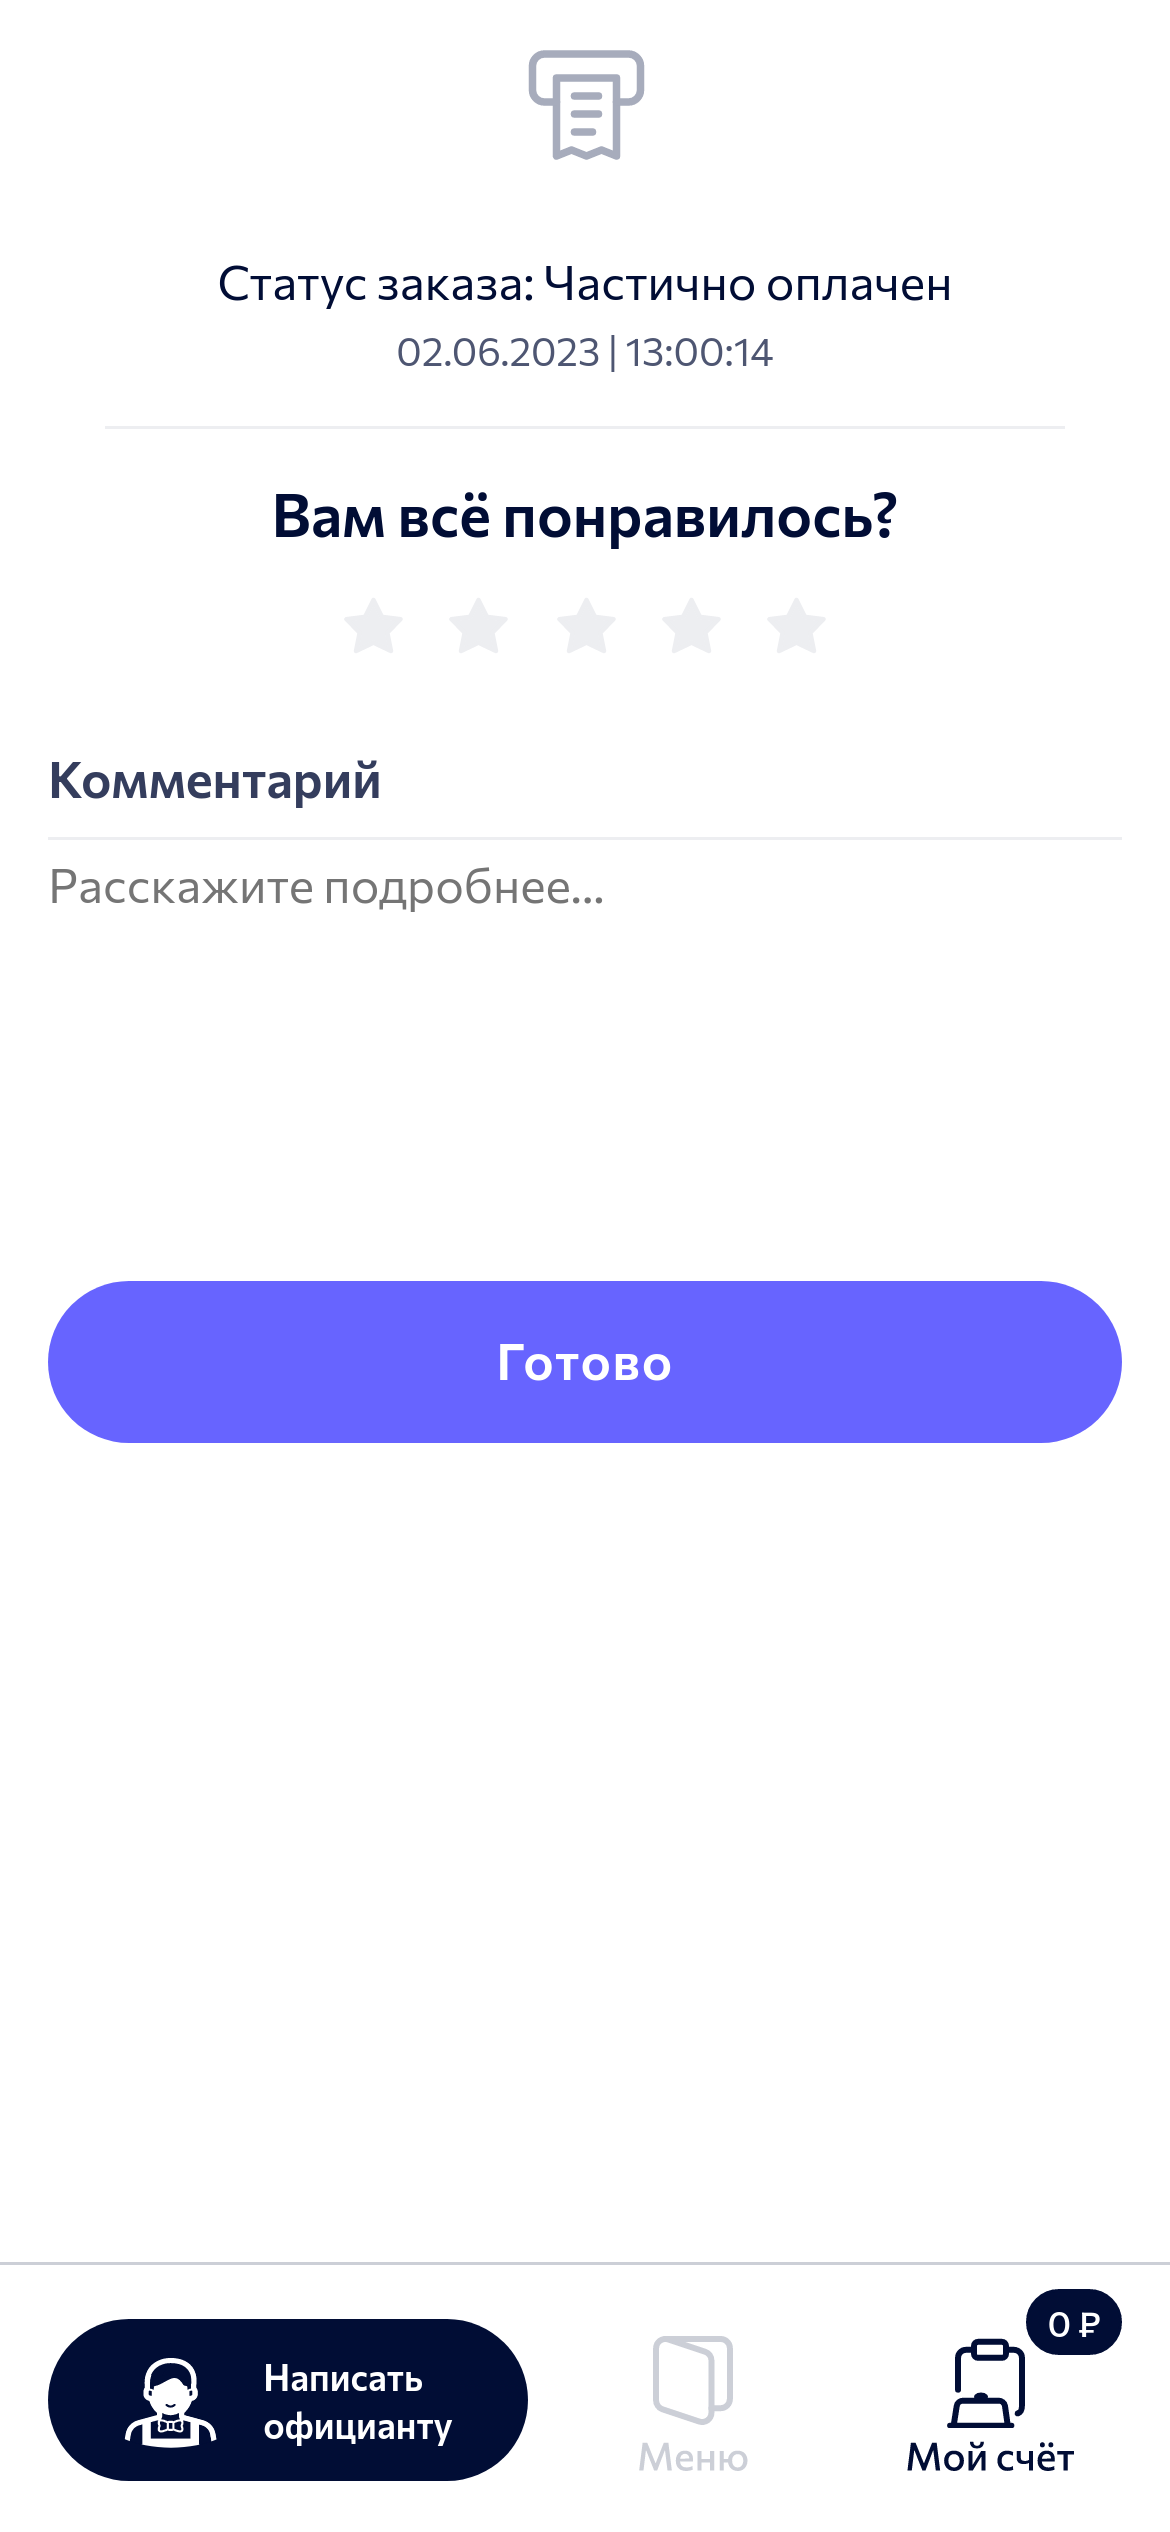 Статус заказа: Частично оплачен
02.06.2023 | 13:00:14
Вам всё понравилось?
Комментарий
Расскажите подробнее...
Готово
0 ₽
Написать
официанту
Меню
Мой счёт